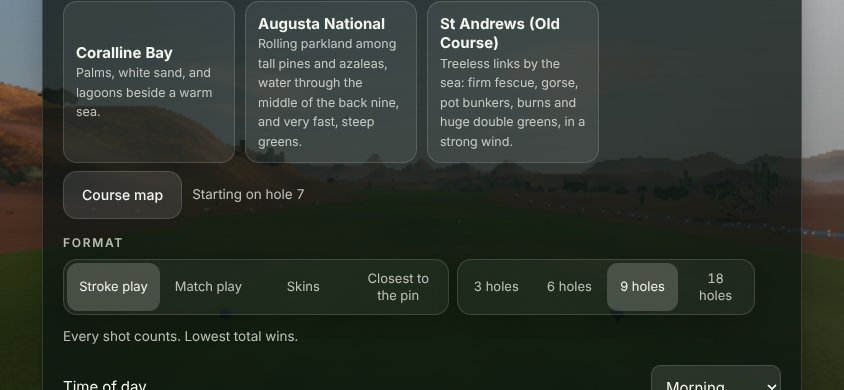 Coralline Bay
Palms, white sand, and
lagoons beside a warm
sea.
Augusta National
Rolling parkland among
tall pines and azaleas,
water through the
middle of the back nine,
and very fast, steep
greens.
St Andrews (Old
Course)
Treeless links by the
sea: firm fescue, gorse,
pot bunkers, burns and
huge double greens, in a
strong wind.
Course map
Starting on hole 7
FORMAT
Stroke play
Match play
Skins
Closest to
the pin
3 holes
6 holes
9 holes
18
holes
Every shot counts. Lowest total wins.
Time of day
Morning